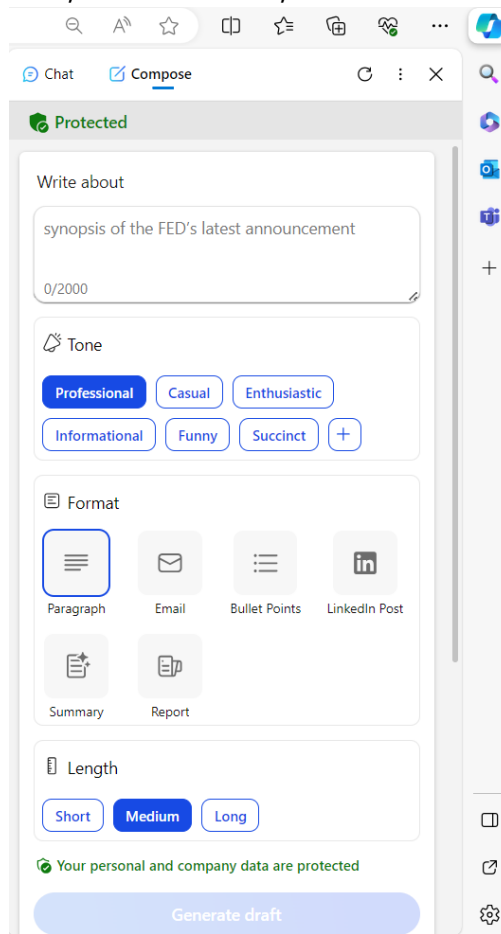 Chat Compose
Protected
Write about
synopsis of the FED's latest announcement
0/2000
Tone
Professional Casual Enthusiastic
Informational Funny Succinct +
Format
Paragraph Email Bullet Points LinkedIn Post
Summary Report
Length
Short Medium Long
Your personal and company data are protected
Generate draft